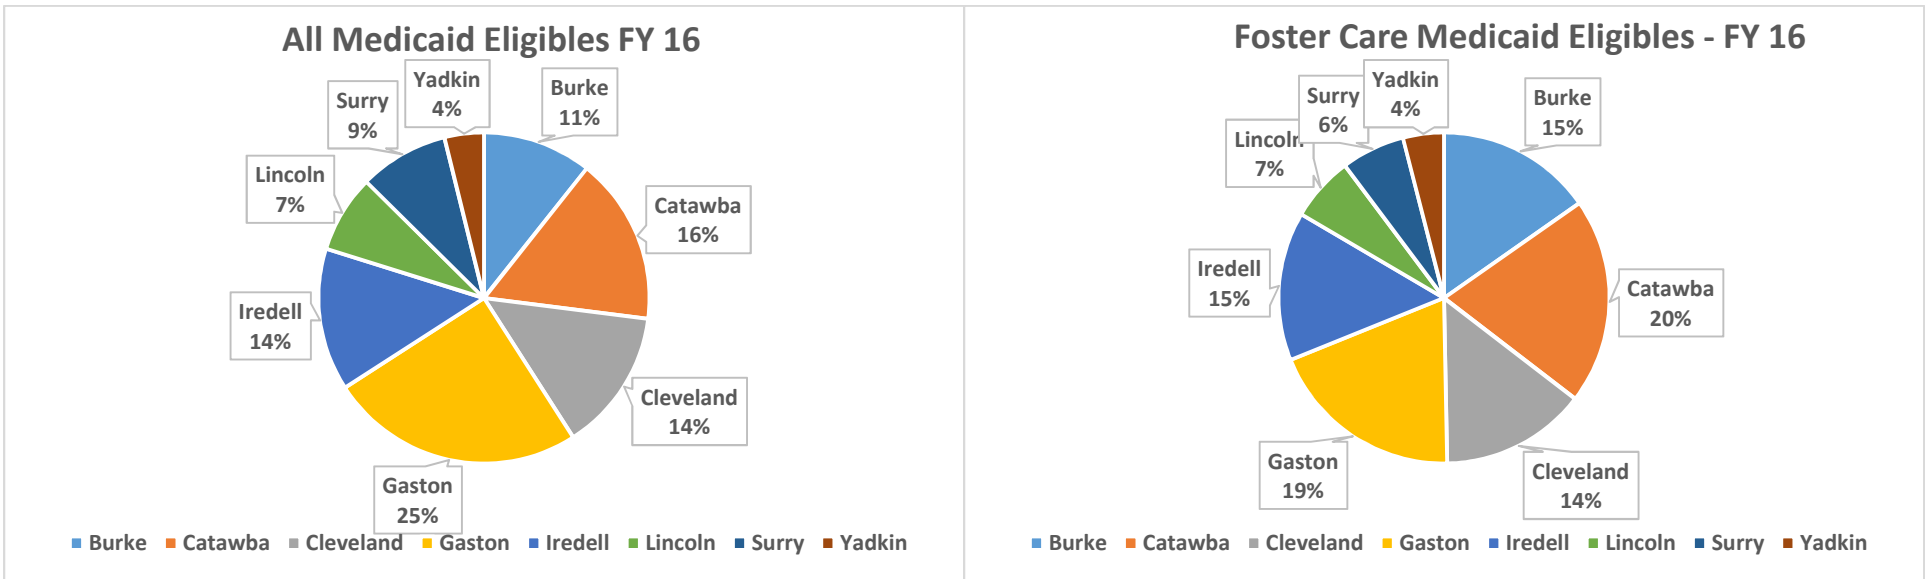 All Medicaid Eligibles FY 16
Yadkin
4%
Burke
11%
Surry
9%
Lincoln
7%
Catawba
16%
Iredell
14%
Cleveland
14%
Gaston
25%
Burke Catawba Cleveland Gaston Iredell Lincoln Surry Yadkin
Foster Care Medicaid Eligibles - FY 16
Yadkin
4%
Surry
6%
Burke
15%
Lincoln
7%
Iredell
15%
Catawba
20%
Gaston
19%
Cleveland
14%
Burke Catawba Cleveland Gaston Iredell Lincoln Surry Yadkin